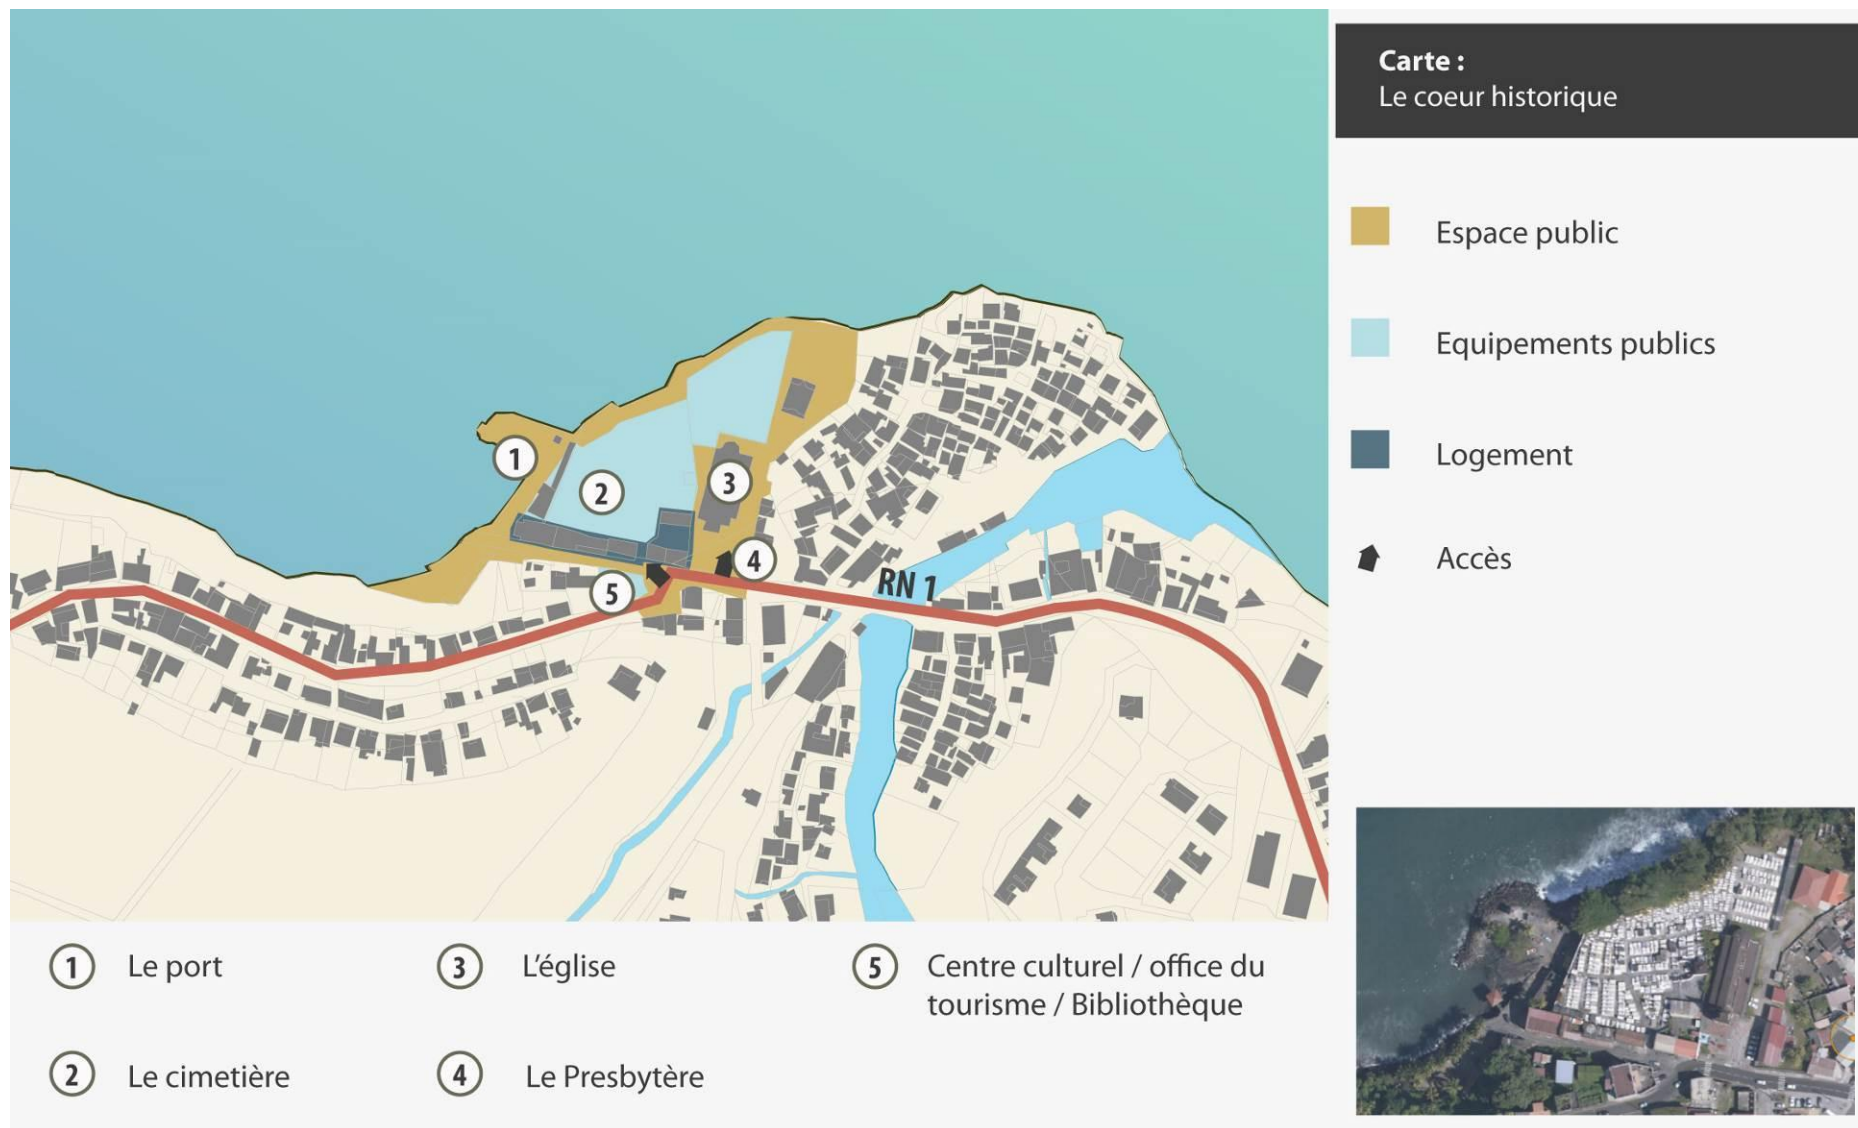 Carte :
Le coeur historique
Espace public
Equipements publics
Logement
Accès
1
2
3
4
5
RN 1
1 Le port
2 Le cimetière
3 L'église
4 Le Presbytère
5 Centre culturel / office du
tourisme / Bibliothèque